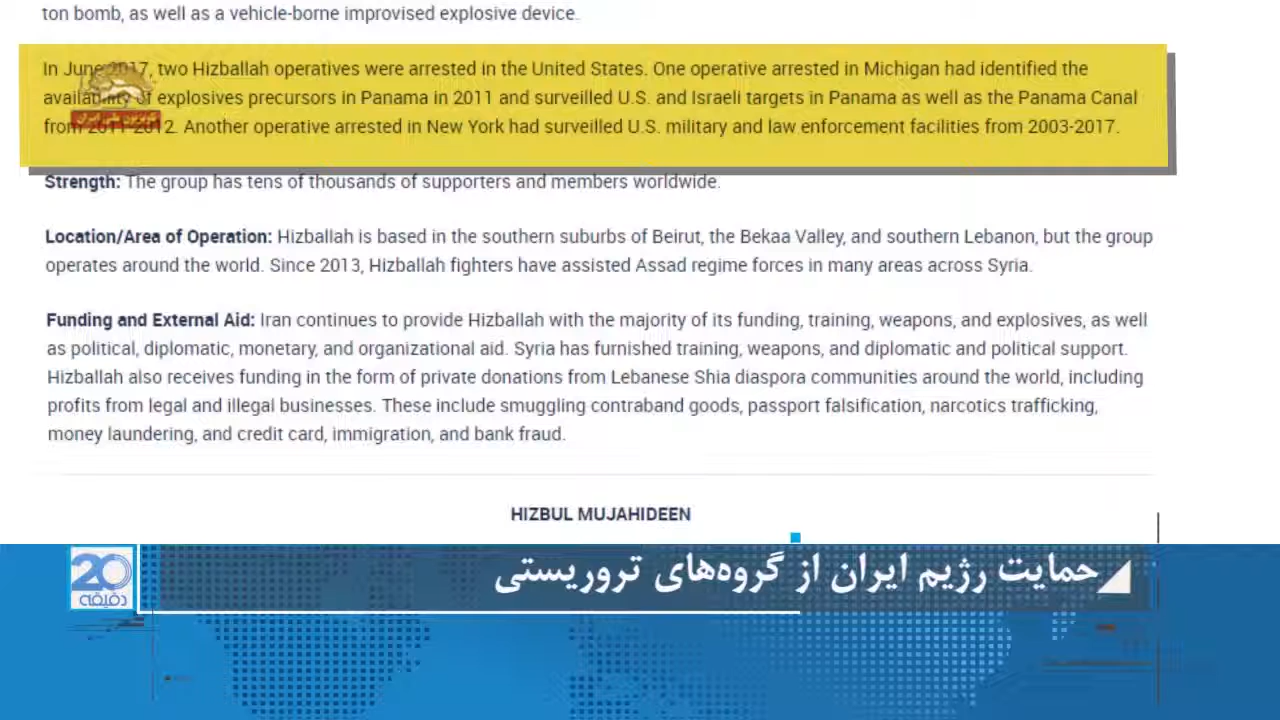 ton bomb, as well as a vehicle-borne improvised explosive device.
In June 2017, two Hizballah operatives were arrested in the United States. One operative arrested in Michigan had identified the
availability of explosives precursors in Panama in 2011 and surveilled U.S. and Israeli targets in Panama as well as the Panama Canal
from 2011-2012. Another operative arrested in New York had surveilled U.S. military and law enforcement facilities from 2003-2017.
Strength: The group has tens of thousands of supporters and members worldwide.
Location/Area of Operation: Hizballah is based in the southern suburbs of Beirut, the Bekaa Valley, and southern Lebanon, but the group
operates around the world. Since 2013, Hizballah fighters have assisted Assad regime forces in many areas across Syria.
Funding and External Aid: Iran continues to provide Hizballah with the majority of its funding, training, weapons, and explosives, as well
as political, diplomatic, monetary, and organizational aid. Syria has furnished training, weapons, and diplomatic and political support.
Hizballah also receives funding in the form of private donations from Lebanese Shia diaspora communities around the world, including
profits from legal and illegal businesses. These include smuggling contraband goods, passport falsification, narcotics trafficking,
money laundering, and credit card, immigration, and bank fraud.
HIZBUL MUJAHIDEEN
حمایت رژیم ایران از گروه‌های تروریستی
20
دقیقه